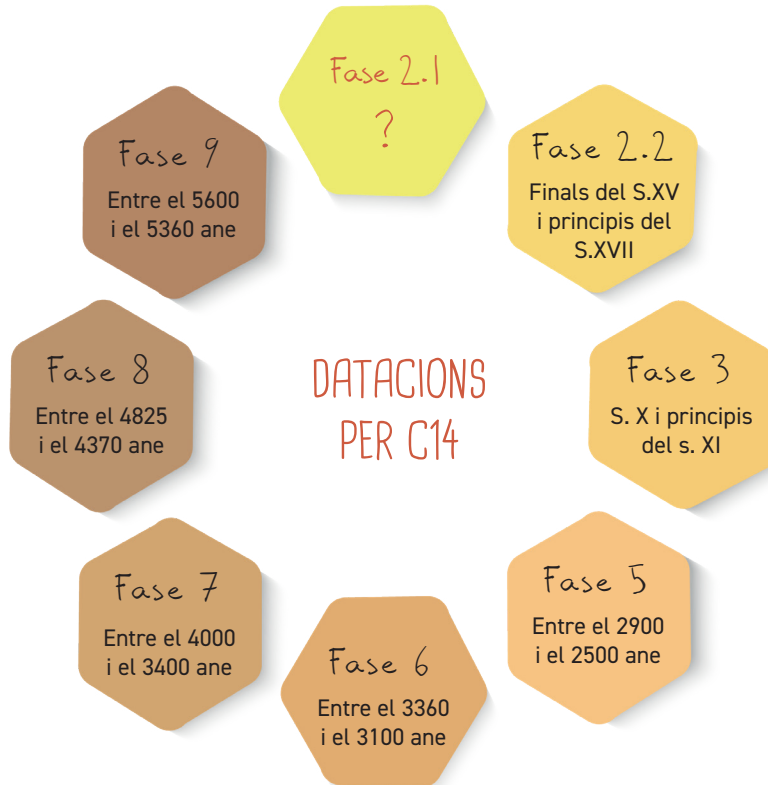 Fase 2.1
?
Fase 2.2
Finals del S.XV
i principis del
S.XVII
Fase 3
S. X i principis
del s. XI
Fase 5
Entre el 2900
i el 2500 ane
Fase 6
Entre el 3360
i el 3100 ane
Fase 7
Entre el 4000
i el 3400 ane
Fase 8
Entre el 4825
i el 4370 ane
Fase 9
Entre el 5600
i el 5360 ane
DATACIONS
PER C14